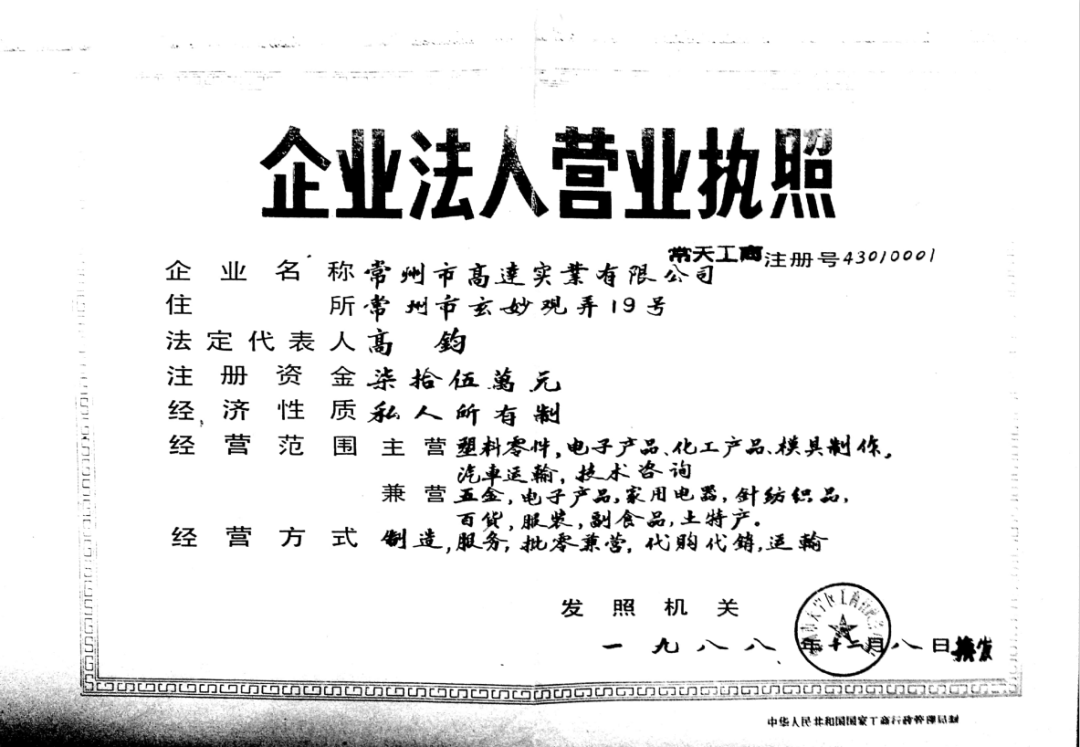 企业法人营业执照
常天工商 注册号43010001
企业名称 常州市高達实業有限公司
住所 常州市玄妙观弄19号
法定代表人 高 鈞
注册资金 柒拾伍萬元
经济性质 私人所有制
经营范围 主营 塑料零件,电子产品、化工产品、模具制作,
汽車运輸,技术咨询
兼营 五金,电子产品,家用电器,针纺织品,
百货,服装,副食品,土特产。
经营方式 制造,服务,批零兼营,代购代销,运輸
发照机关
一九八八年十二月八日换发
中华人民共和国国家工商行政管理局制